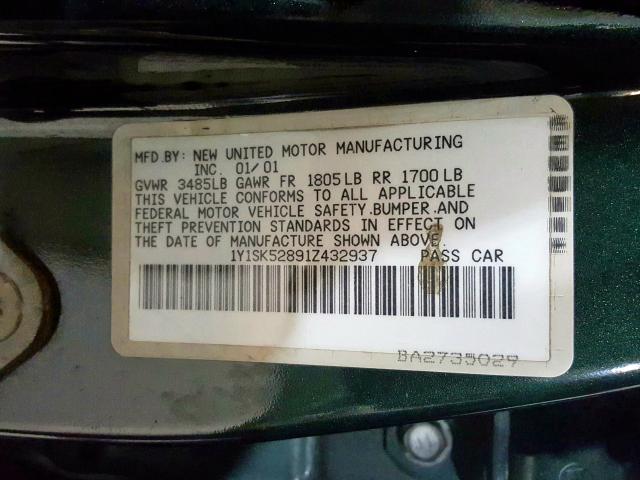 MFD.BY: NEW UNITED MOTOR MANUFACTURING
INC. 01/01
GVWR 3485LB GAWR FR 1805LB RR 1700LB
THIS VEHICLE CONFORMS TO ALL APPLICABLE
FEDERAL MOTOR VEHICLE SAFETY,BUMPER,AND
THEFT PREVENTION STANDARDS IN EFFECT ON
THE DATE OF MANUFACTURE SHOWN ABOVE.
1Y1SK52891Z432937 PASS CAR
BA2735029